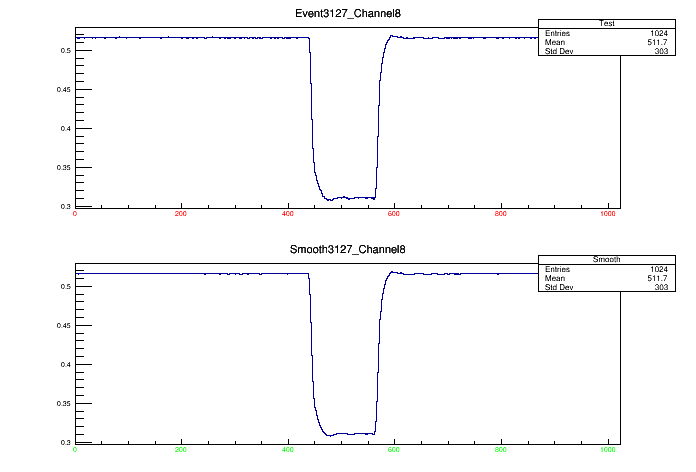 Event3127_Channel8
Test
Entries 1024
Mean 511.7
Std Dev 303
0.5
0.45
0.4
0.35
0.3
0 200 400 600 800 1000
Smooth3127_Channel8
Smooth
Entries 1024
Mean 511.7
Std Dev 303
0.5
0.45
0.4
0.35
0.3
0 200 400 600 800 1000